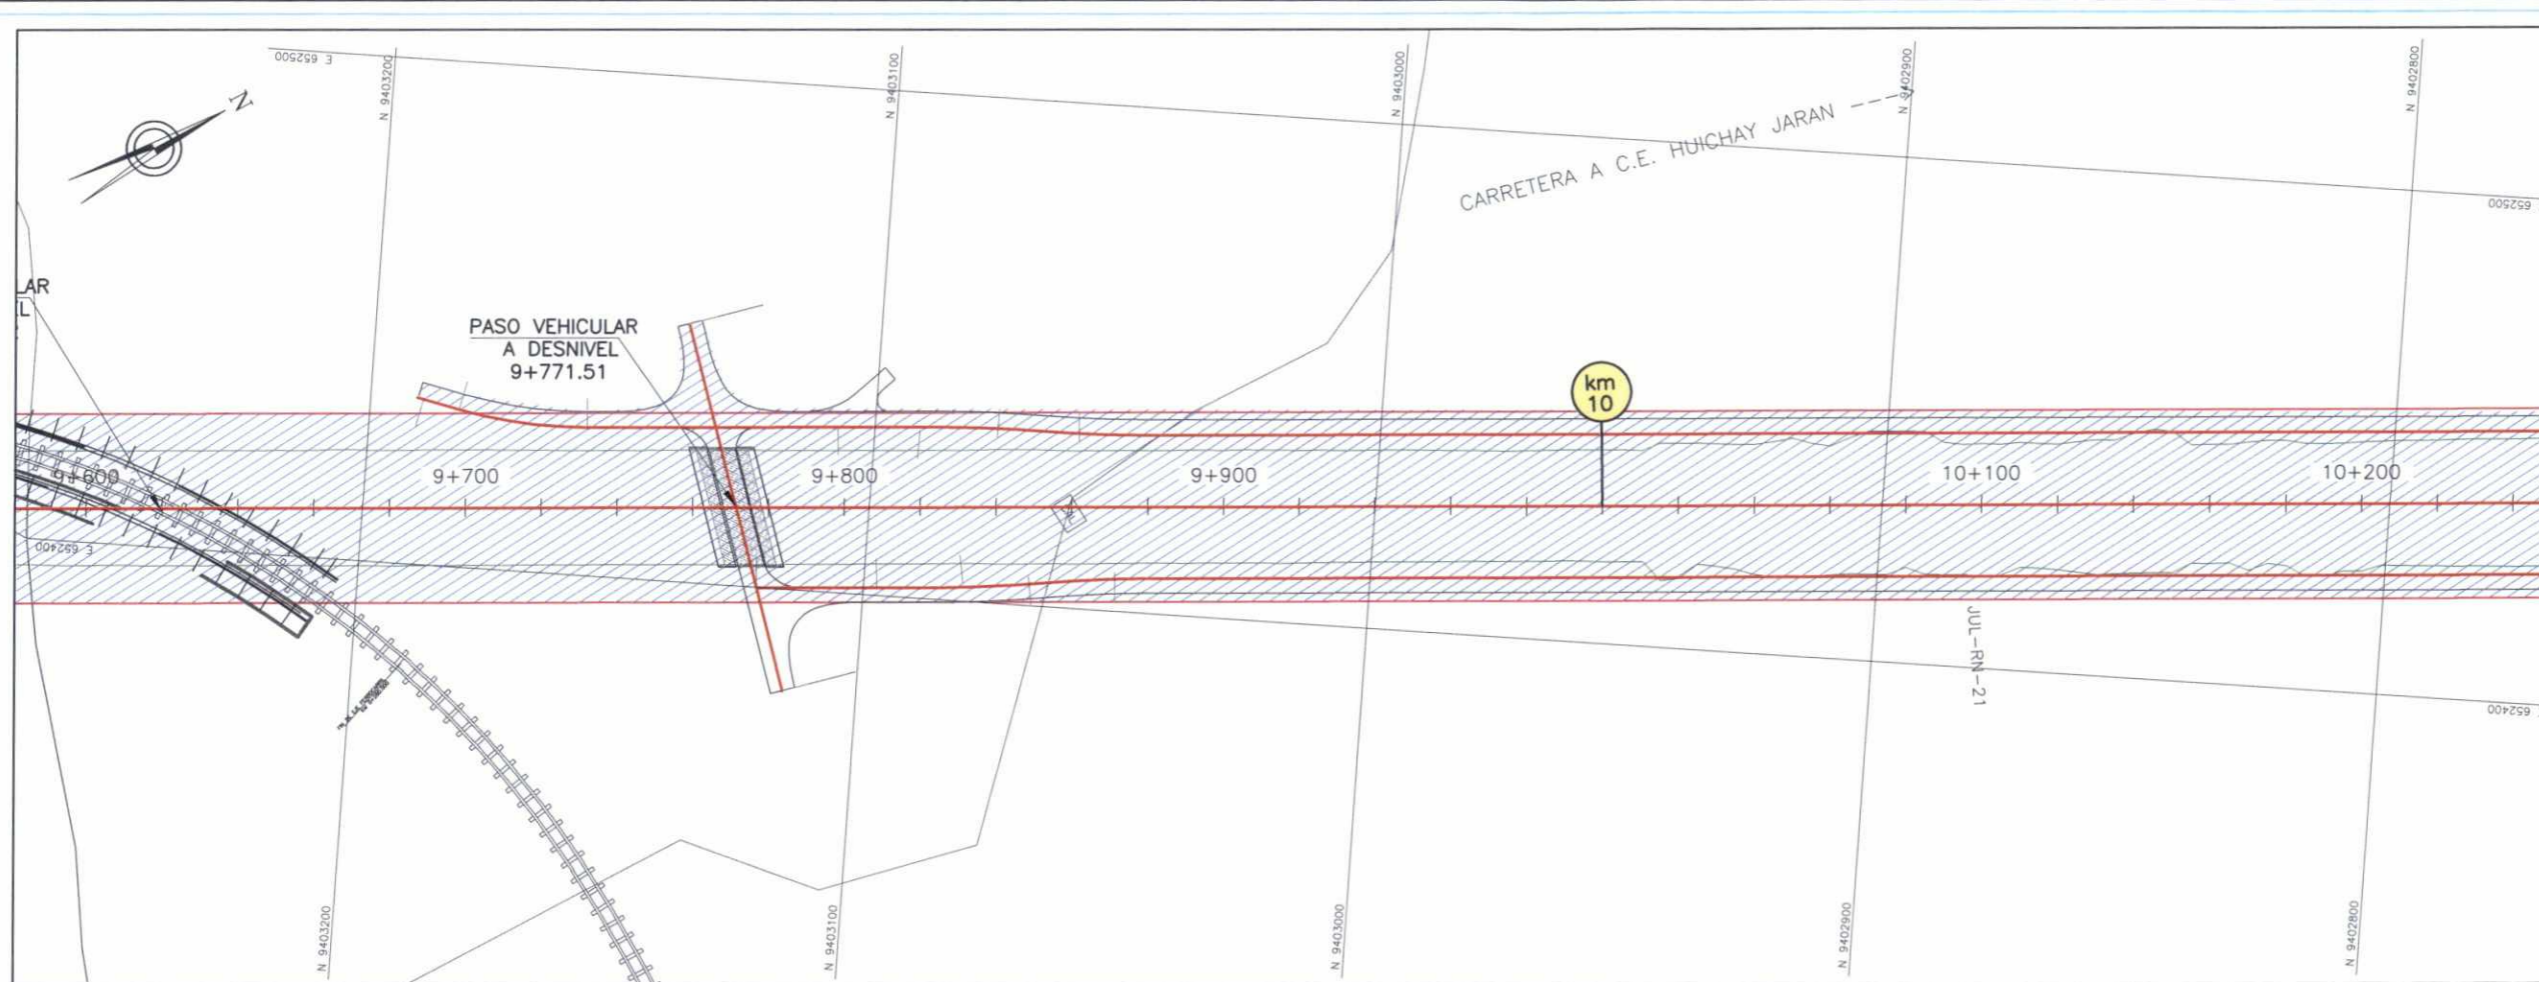 E 652500
N 9403200
N 9403100
N 9403000
N 9402900
N 9402800
N
CARRETERA A C.E. HUICHAY JARAN
652500
LAR
EL
PASO VEHICULAR
A DESNIVEL
9+771.51
km
10
9+600
9+700
9+800
9+900
10+100
10+200
E 652400
JUL-RN-21
652400
N 9403200
N 9403100
N 9403000
N 9402900
N 9402800